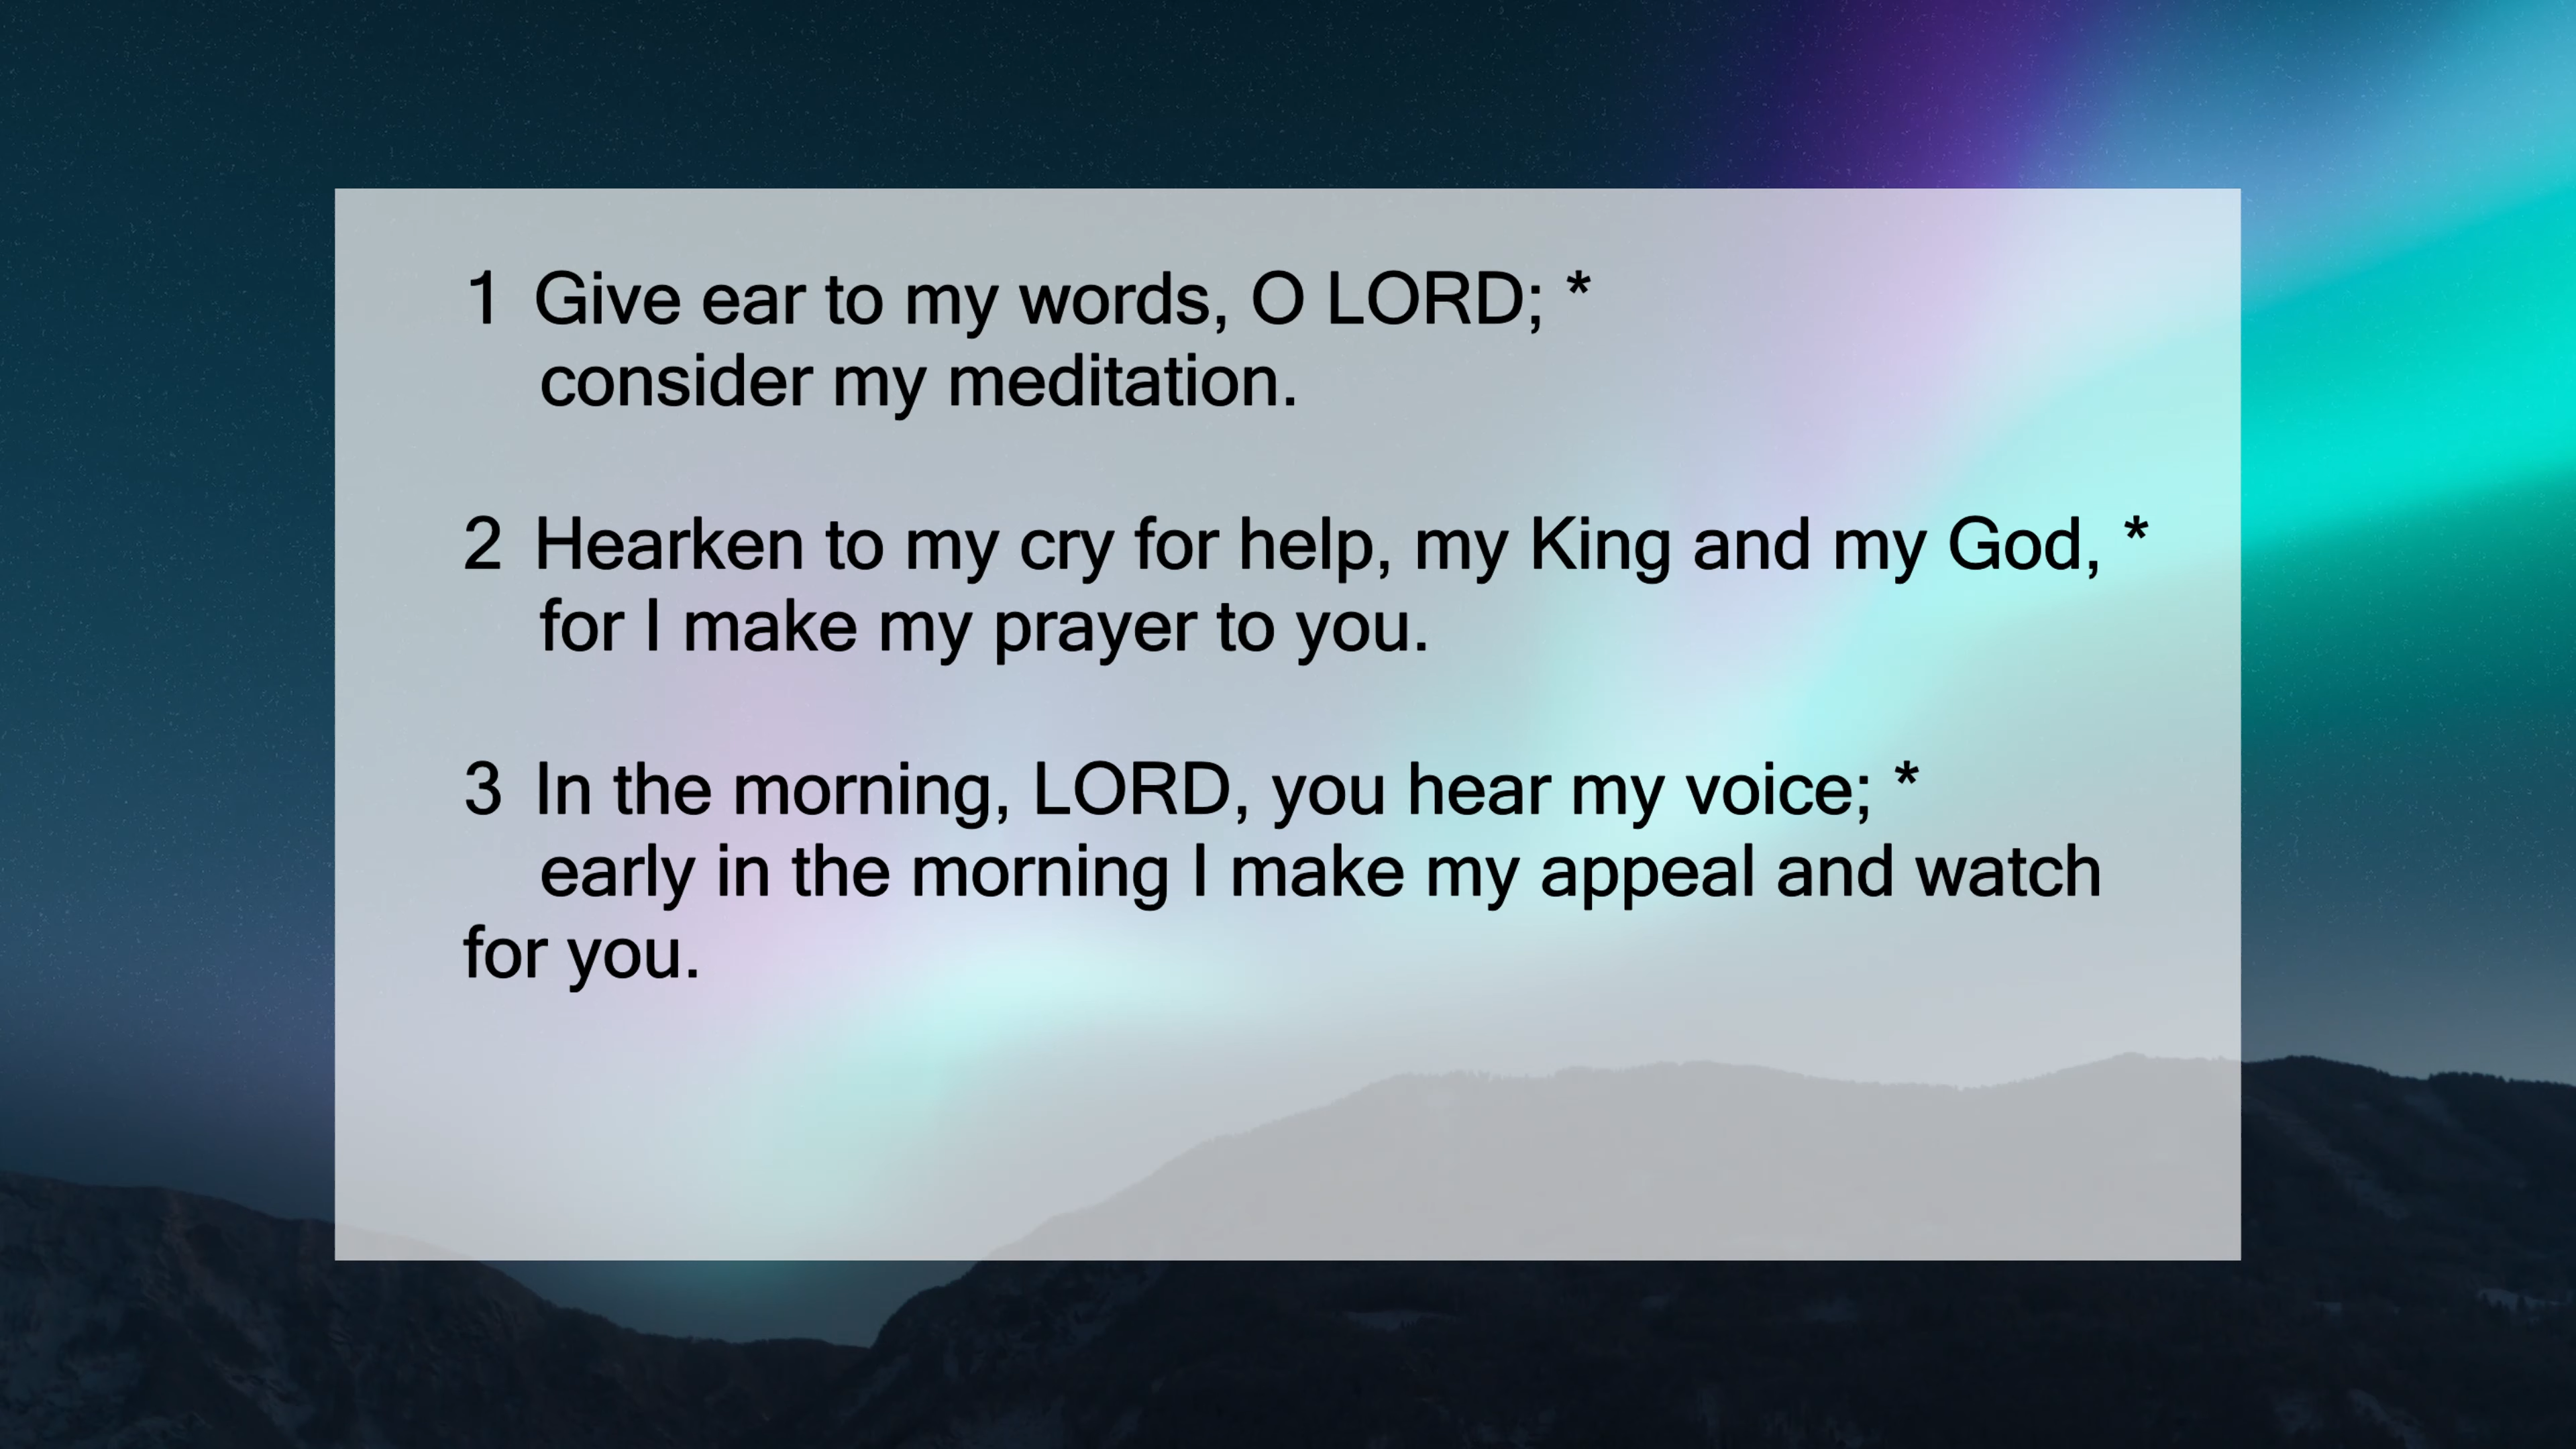 1 Give ear to my words, O LORD; *
consider my meditation.
2 Hearken to my cry for help, my King and my God, *
for I make my prayer to you.
3 In the morning, LORD, you hear my voice; *
early in the morning I make my appeal and watch
for you.